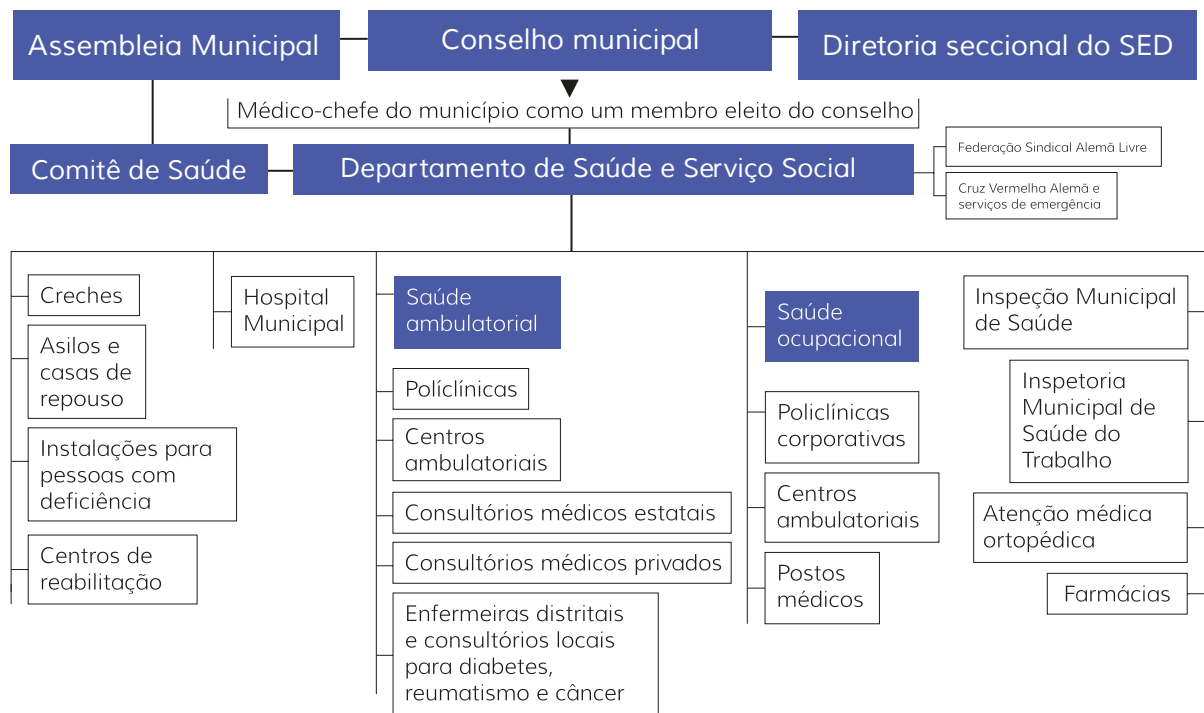 Assembleia Municipal
Conselho municipal
Diretoria seccional do SED
Médico-chefe do município como um membro eleito do conselho
Comitê de Saúde
Departamento de Saúde e Serviço Social
Federação Sindical Alemã Livre
Cruz Vermelha Alemã e
serviços de emergência
Creches
Asilos e
casas de
repouso
Instalações para
pessoas com
deficiência
Centros de
reabilitação
Hospital
Municipal
Saúde
ambulatorial
Políclínicas
Centros
ambulatoriais
Consultórios médicos estatais
Consultórios médicos privados
Enfermeiras distritais
e consultórios locais
para diabetes,
reumatismo e câncer
Saúde
ocupacional
Policlínicas
corporativas
Centros
ambulatoriais
Postos
médicos
Inspeção Municipal
de Saúde
Inspetoria
Municipal de
Saúde do
Trabalho
Atenção médica
ortopédica
Farmácias